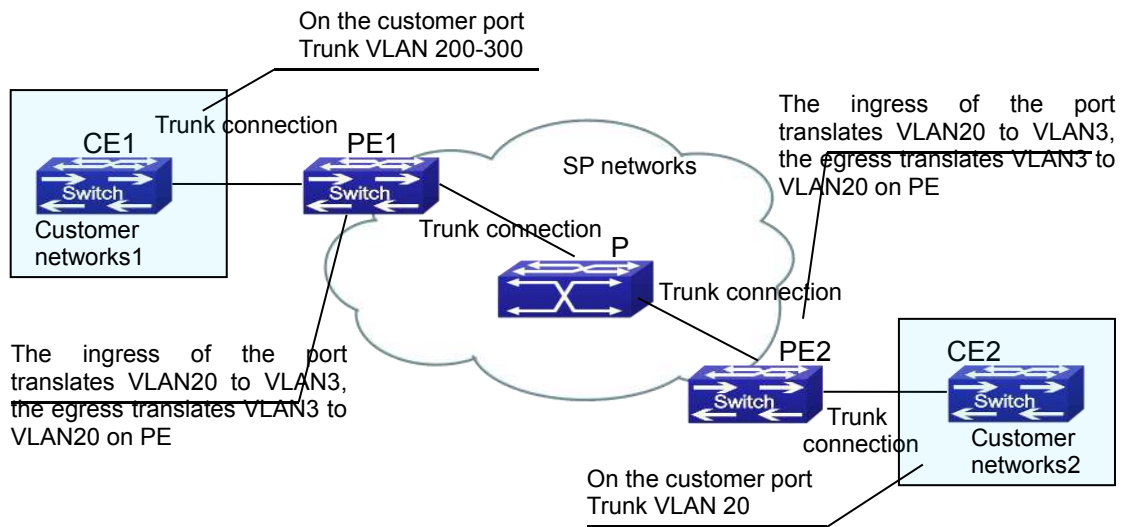 On the customer port
Trunk VLAN 200-300
Trunk connection
CE1
Switch
Customer
networks1
PE1
Switch
SP networks
The ingress of the port
translates VLAN20 to VLAN3,
the egress translates VLAN3 to
VLAN20 on PE
Trunk connection
P
Trunk connection
The ingress of the port
translates VLAN20 to VLAN3,
the egress translates VLAN3 to
VLAN20 on PE
PE2
Switch
CE2
Switch
Trunk
connection
Customer
networks2
On the customer port
Trunk VLAN 20